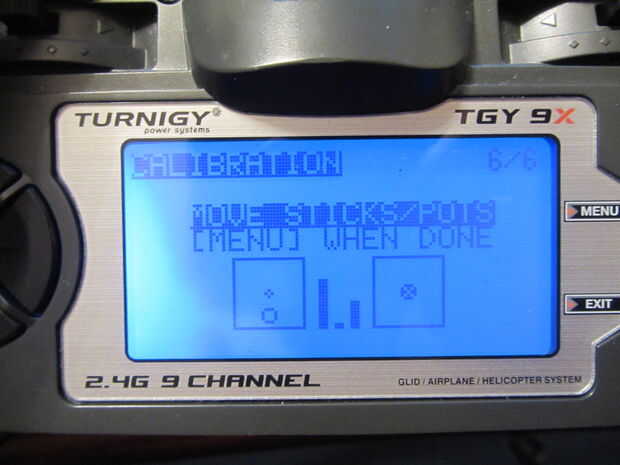 TURNIGY
power systems
TGY 9X
CALIBRATION 6/6
MOVE STICKS/POTS
[MENU] WHEN DONE
MENU
EXIT
2.4G 9 CHANNEL
GLID / AIRPLANE / HELICOPTER SYSTEM